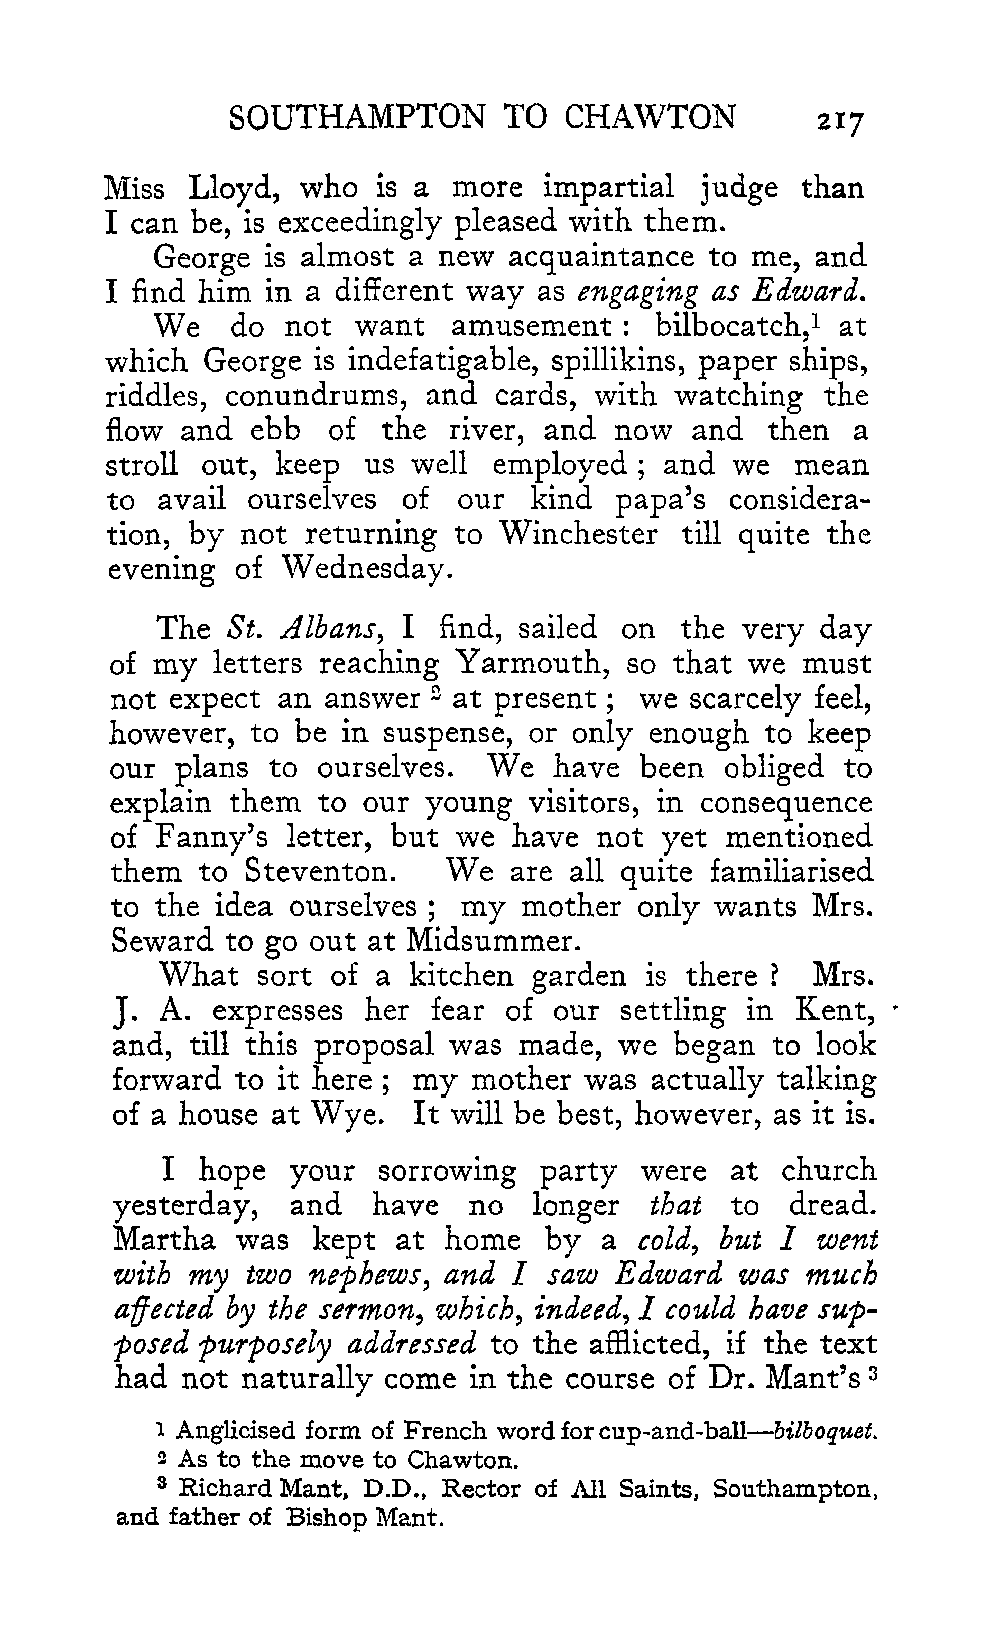 SOUTHAMPTON TO CHAWTON 217
Miss Lloyd, who is a more impartial judge than
I can be, is exceedingly pleased with them.
George is almost a new acquaintance to me, and
I find him in a different way as engaging as Edward.
We do not want amusement : bilbocatch,¹ at
which George is indefatigable, spillikins, paper ships,
riddles, conundrums, and cards, with watching the
flow and ebb of the river, and now and then a
stroll out, keep us well employed ; and we mean
to avail ourselves of our kind papa's considera-
tion, by not returning to Winchester till quite the
evening of Wednesday.
The St. Albans, I find, sailed on the very day
of my letters reaching Yarmouth, so that we must
not expect an answer ² at present ; we scarcely feel,
however, to be in suspense, or only enough to keep
our plans to ourselves. We have been obliged to
explain them to our young visitors, in consequence
of Fanny's letter, but we have not yet mentioned
them to Steventon. We are all quite familiarised
to the idea ourselves ; my mother only wants Mrs.
Seward to go out at Midsummer.
What sort of a kitchen garden is there ? Mrs.
J. A. expresses her fear of our settling in Kent,
and, till this proposal was made, we began to look
forward to it here ; my mother was actually talking
of a house at Wye. It will be best, however, as it is.
I hope your sorrowing party were at church
yesterday, and have no longer that to dread.
Martha was kept at home by a cold, but I went
with my two nephews, and I saw Edward was much
affected by the sermon, which, indeed, I could have sup-
posed purposely addressed to the afflicted, if the text
had not naturally come in the course of Dr. Mant's ³
¹ Anglicised form of French word for cup-and-ball—bilboquet.
² As to the move to Chawton.
³ Richard Mant, D.D., Rector of All Saints, Southampton,
and father of Bishop Mant.